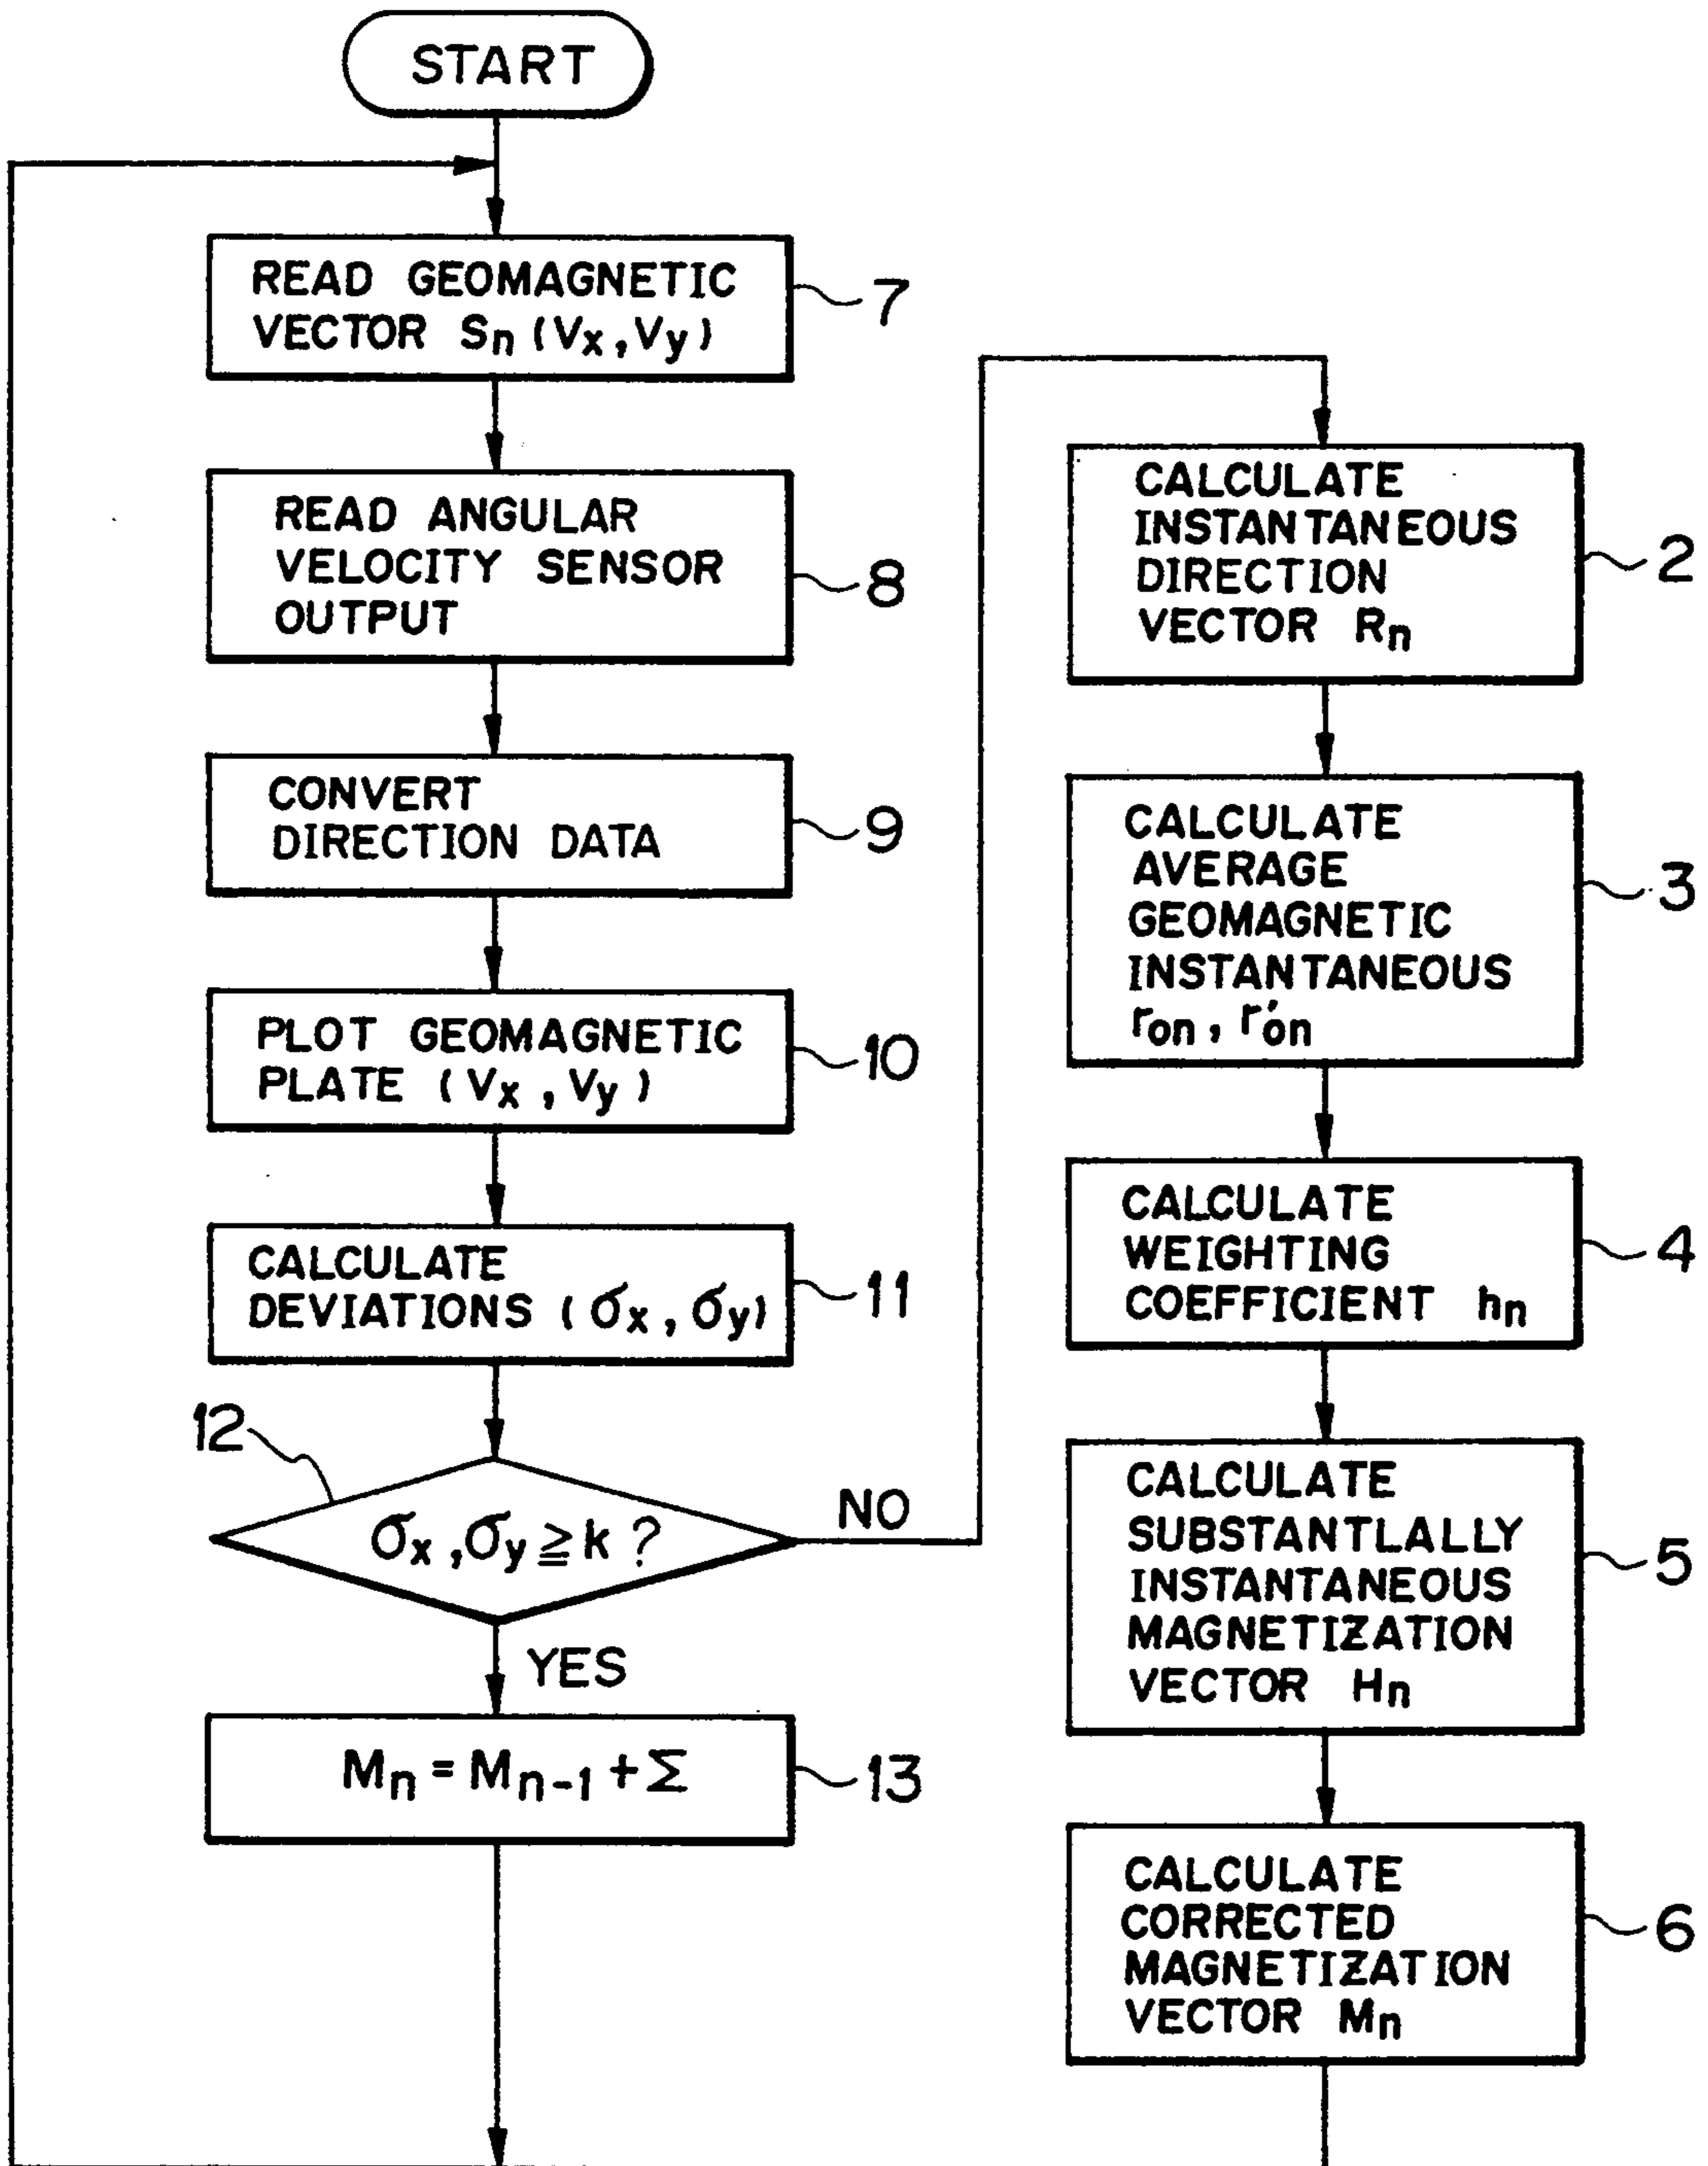 START
READ GEOMAGNETIC
VECTOR Sn (Vx, Vy)
7
READ ANGULAR
VELOCITY SENSOR
OUTPUT
8
CONVERT
DIRECTION DATA
9
PLOT GEOMAGNETIC
PLATE (Vx, Vy)
10
CALCULATE
DEVIATIONS (σx, σy)
11
12
σx, σy ≧ k ?
NO
YES
Mn = Mn-1 + Σ
13
CALCULATE
INSTANTANEOUS
DIRECTION
VECTOR Rn
2
CALCULATE
AVERAGE
GEOMAGNETIC
INSTANTANEOUS
ron, r'on
3
CALCULATE
WEIGHTING
COEFFICIENT hn
4
CALCULATE
SUBSTANTLALLY
INSTANTANEOUS
MAGNETIZATION
VECTOR Hn
5
CALCULATE
CORRECTED
MAGNETIZATION
VECTOR Mn
6